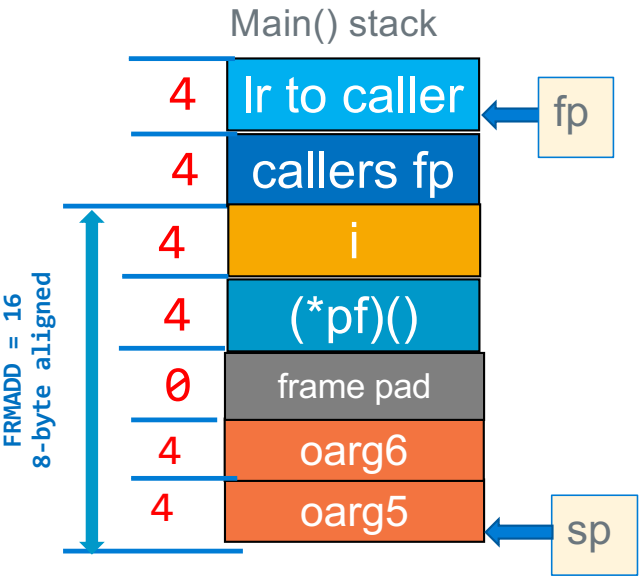 Main() stack
4
lr to caller
fp
4
callers fp
4
i
4
(*pf)()
FRMADD = 16
8-byte aligned
0
frame pad
4
oarg6
4
oarg5
sp